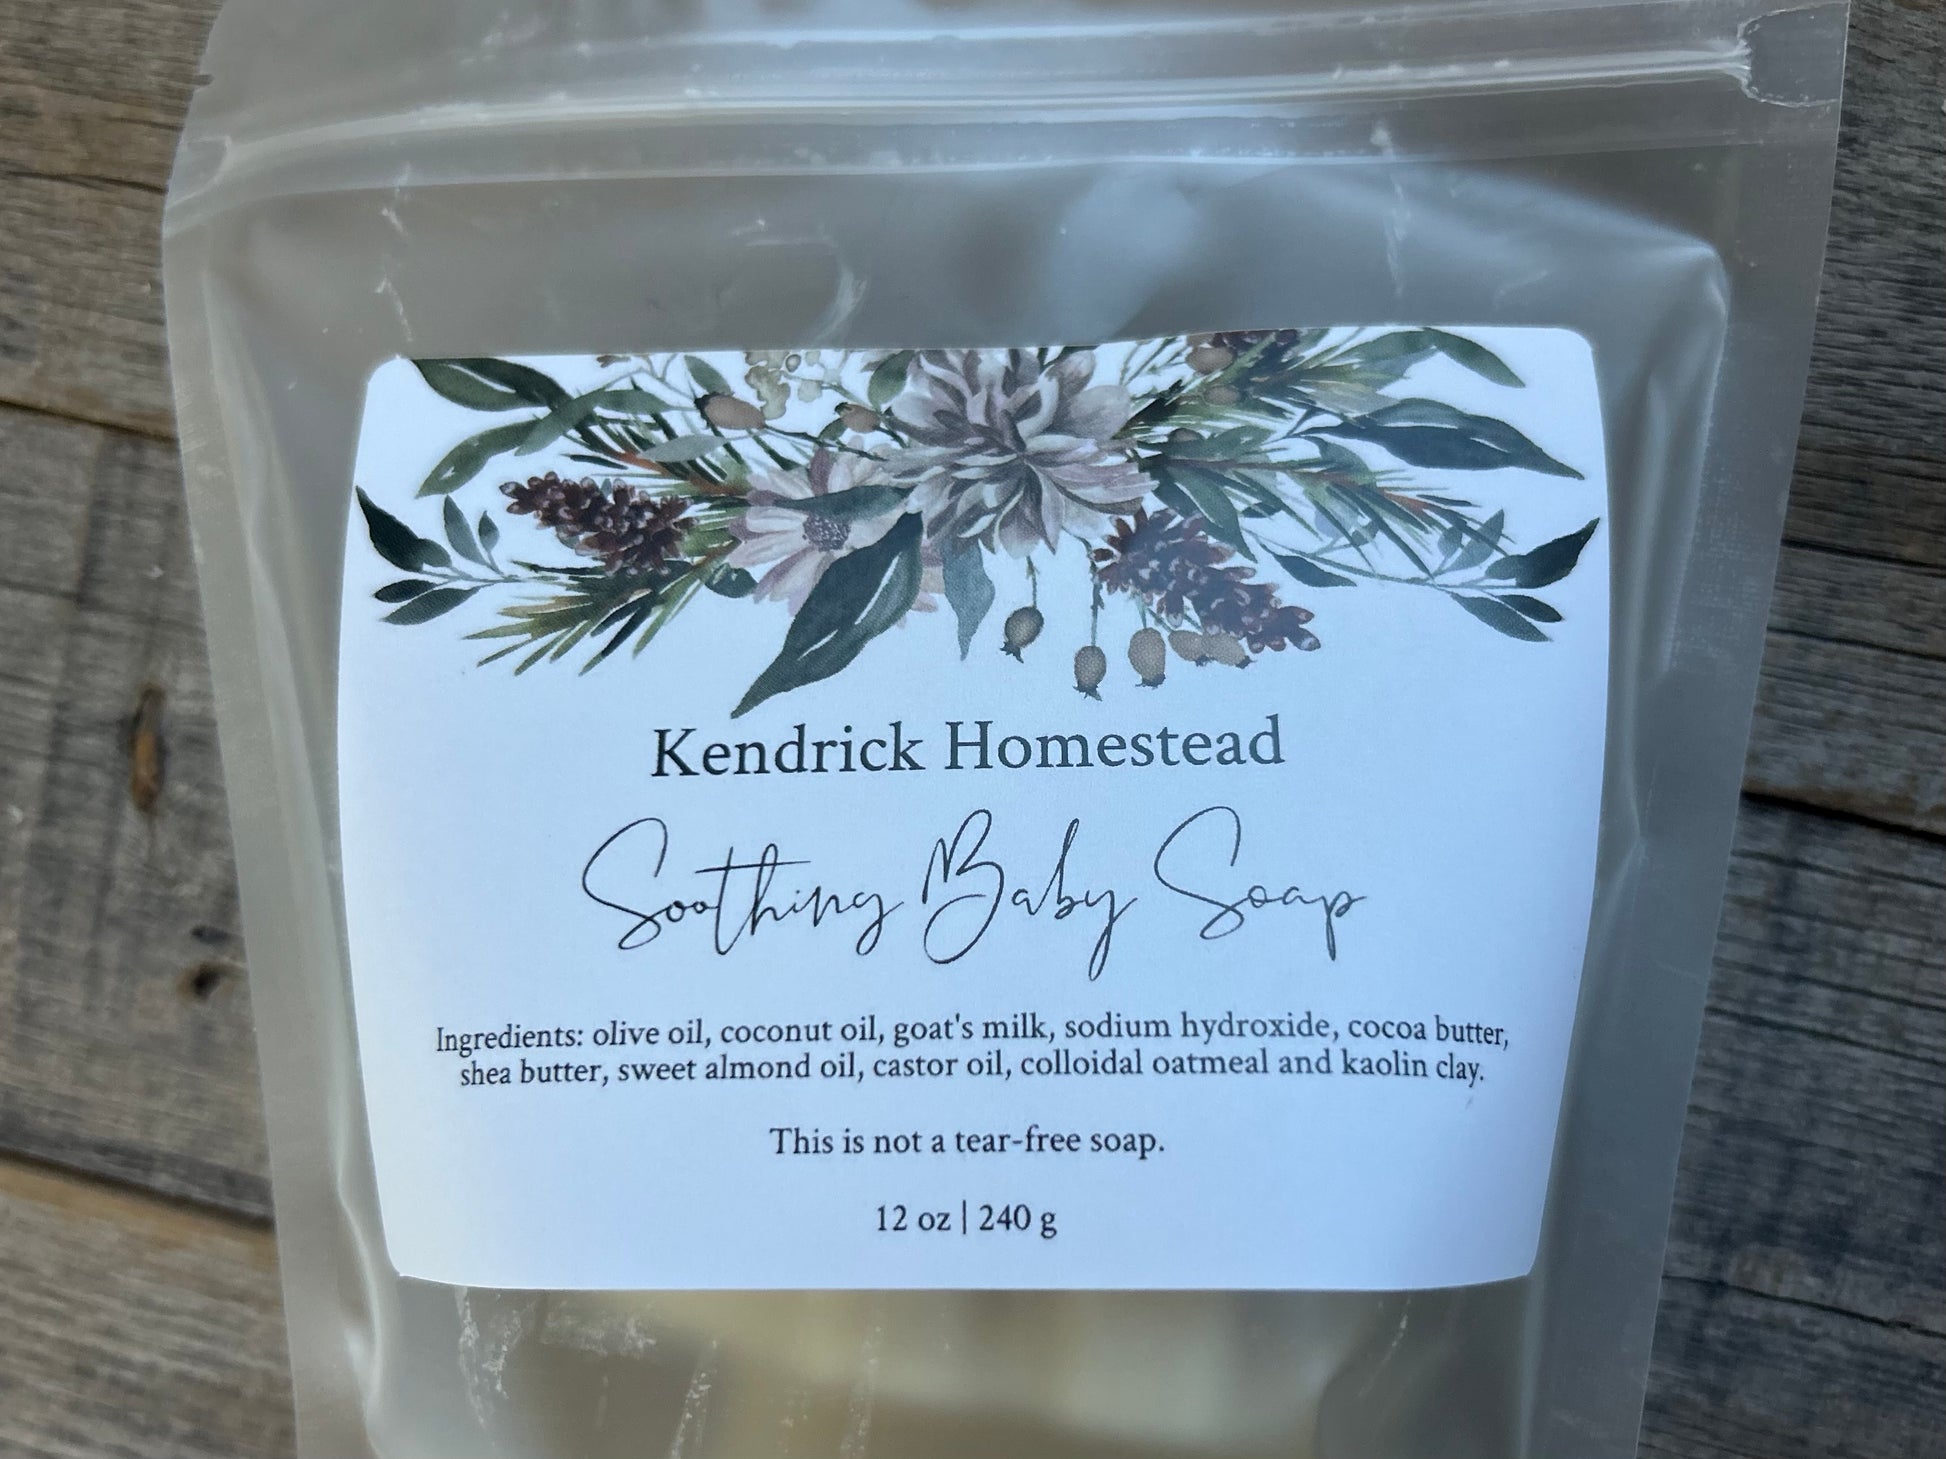 Kendrick Homestead
Soothing Baby Soap
Ingredients: olive oil, coconut oil, goat's milk, sodium hydroxide, cocoa butter,
shea butter, sweet almond oil, castor oil, colloidal oatmeal and kaolin clay.
This is not a tear-free soap.
12 oz | 240 g